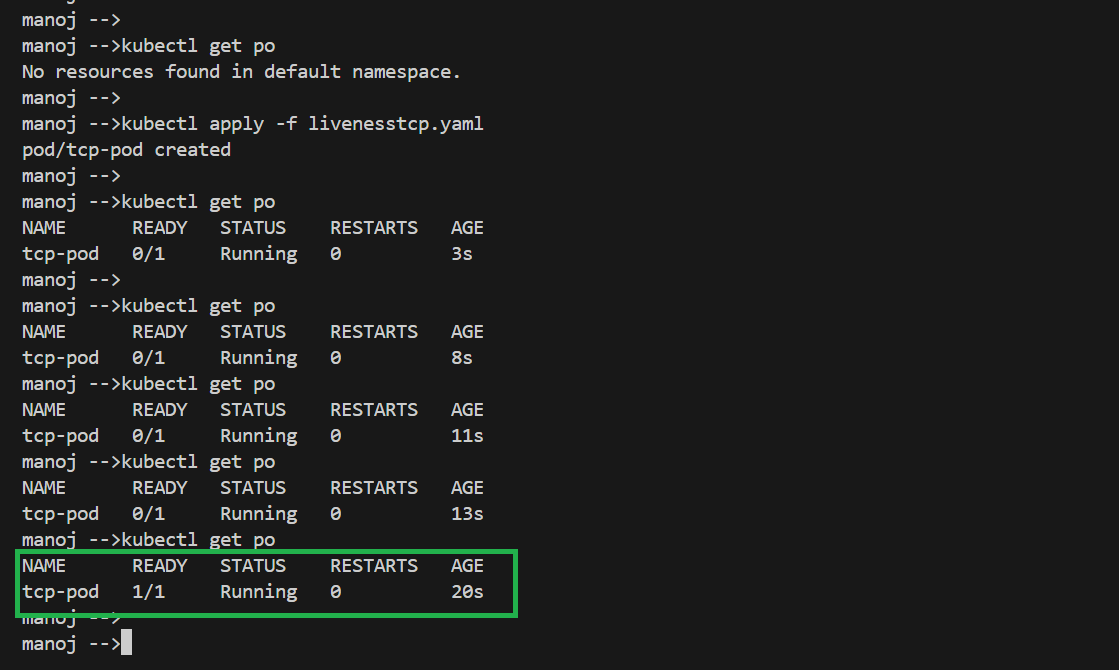 manoj -->
manoj -->kubectl get po
No resources found in default namespace.
manoj -->
manoj -->kubectl apply -f livenesstcp.yaml
pod/tcp-pod created
manoj -->
manoj -->kubectl get po
NAME      READY   STATUS    RESTARTS   AGE
tcp-pod   0/1     Running   0          3s
manoj -->
manoj -->kubectl get po
NAME      READY   STATUS    RESTARTS   AGE
tcp-pod   0/1     Running   0          8s
manoj -->kubectl get po
NAME      READY   STATUS    RESTARTS   AGE
tcp-pod   0/1     Running   0          11s
manoj -->kubectl get po
NAME      READY   STATUS    RESTARTS   AGE
tcp-pod   0/1     Running   0          13s
manoj -->kubectl get po
NAME      READY   STATUS    RESTARTS   AGE
tcp-pod   1/1     Running   0          20s
manoj -->
manoj -->